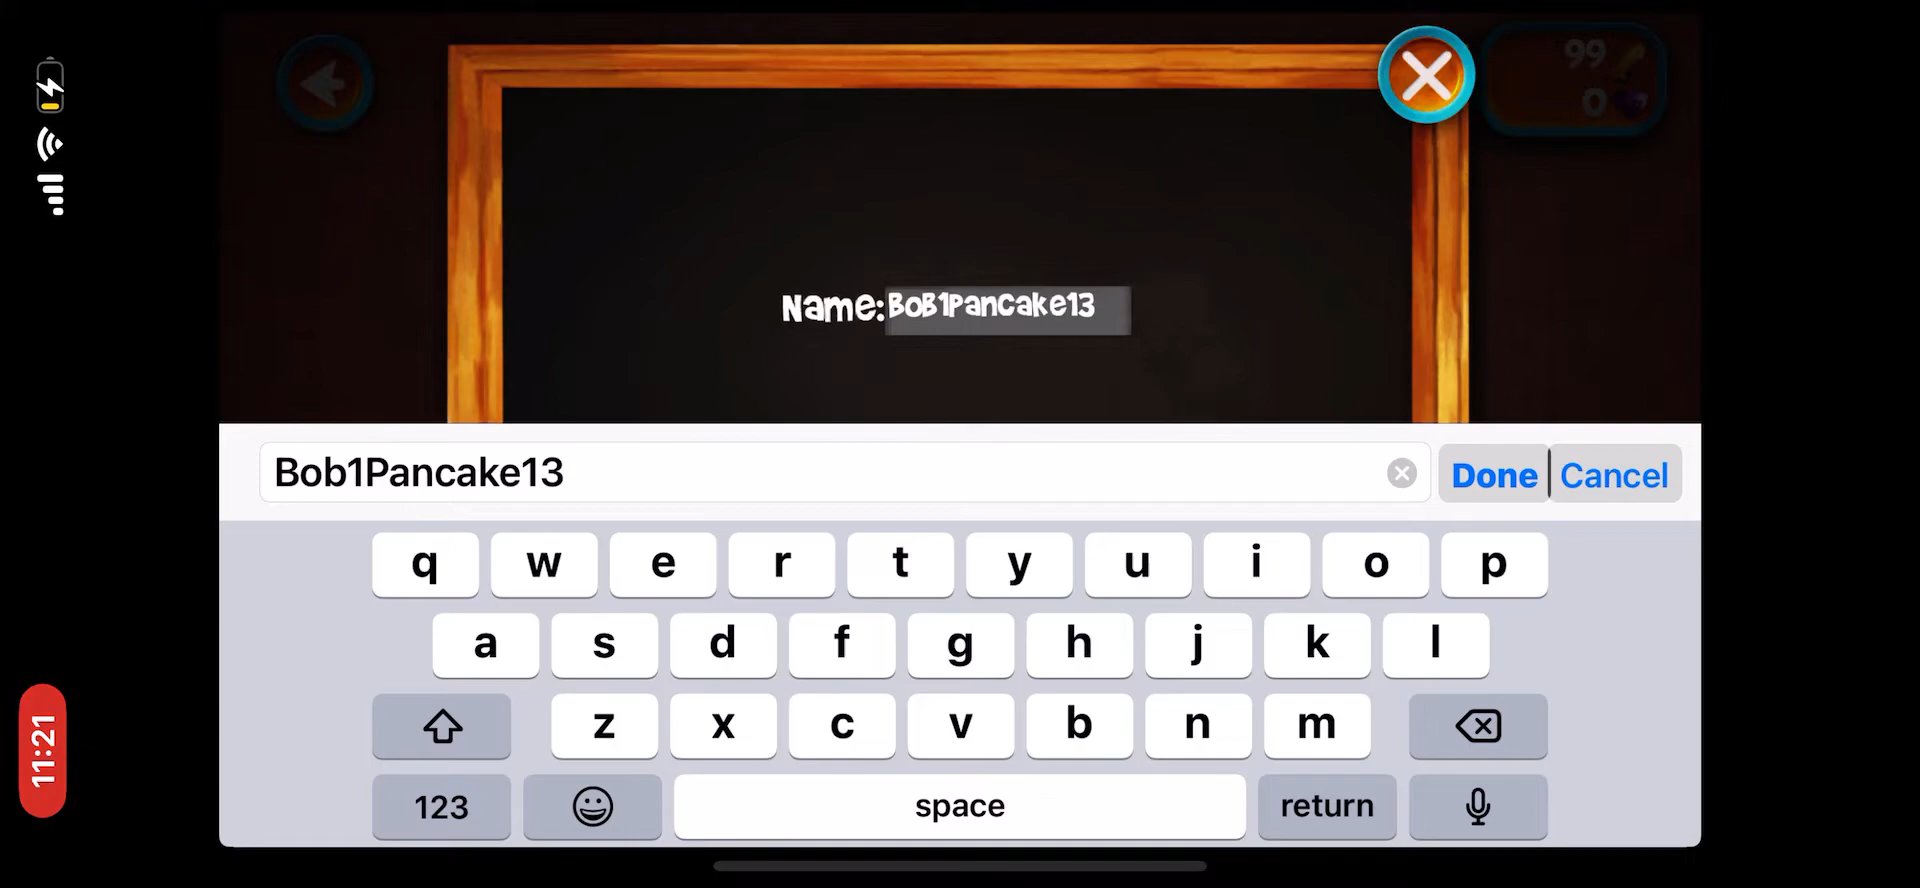 99
0
Name:Bob1Pancake13
Bob1Pancake13 Done Cancel
q w e r t y u i o p
a s d f g h j k l
z x c v b n m
123 space return
11:21